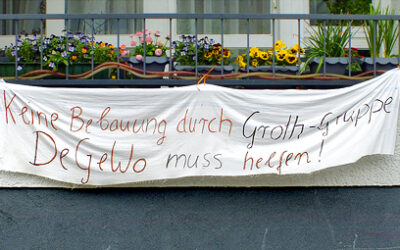 Keine Bebauung durch Groth-Gruppe
DeGeWo muss helfen!